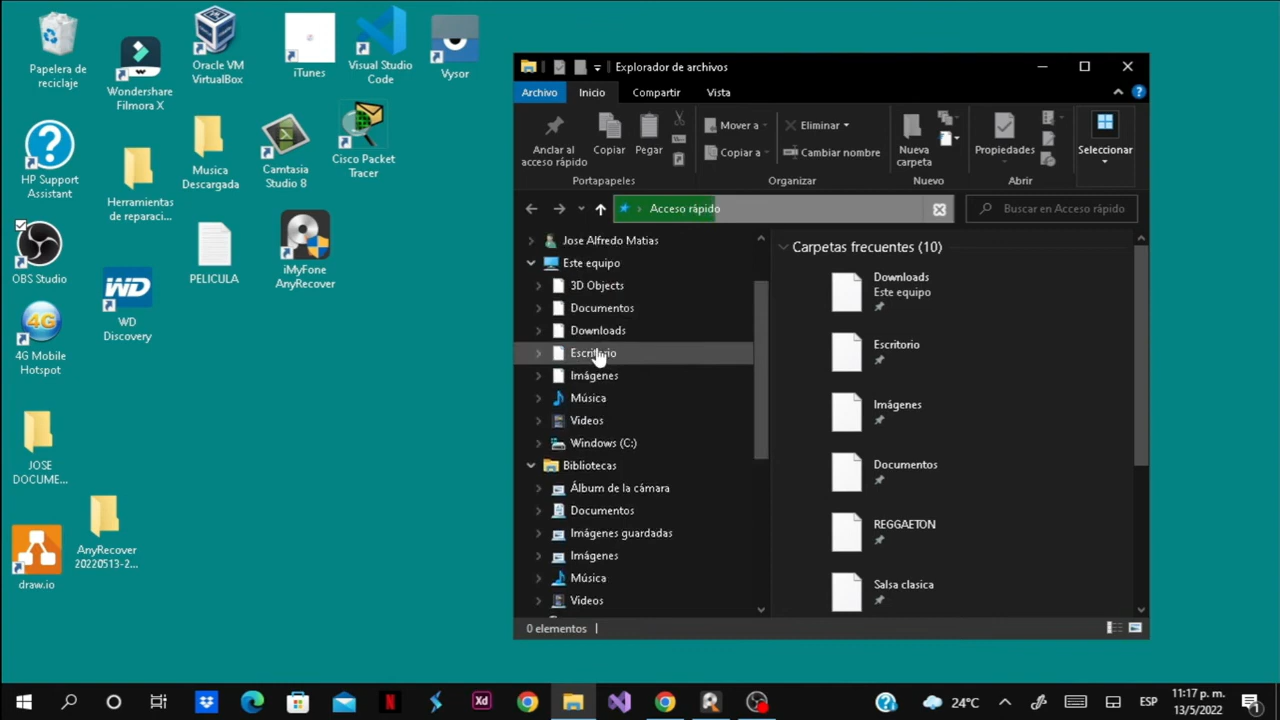 Papelera de
reciclaje
Wondershare
Filmora X
Oracle VM
VirtualBox
iTunes
Visual Studio
Code
Vysor
HP Support
Assistant
Herramientas
de reparaci...
Musica
Descargada
Camtasia
Studio 8
Cisco Packet
Tracer
OBS Studio
WD
WD
Discovery
PELICULA
iMyFone
AnyRecover
4G
4G Mobile
Hotspot
JOSE
DOCUME...
AnyRecover
20220513-2...
draw.io
Explorador de archivos
Archivo
Inicio
Compartir
Vista
Anclar al
acceso rápido
Copiar
Pegar
Mover a
Copiar a
Eliminar
Cambiar nombre
Nueva
carpeta
Propiedades
Seleccionar
Portapapeles
Organizar
Nuevo
Abrir
Acceso rápido
Buscar en Acceso rápido
Jose Alfredo Matias
Este equipo
3D Objects
Documentos
Downloads
Escritorio
Imágenes
Música
Videos
Windows (C:)
Bibliotecas
Álbum de la cámara
Documentos
Imágenes guardadas
Imágenes
Música
Videos
Carpetas frecuentes (10)
Downloads
Este equipo
Escritorio
Imágenes
Documentos
REGGAETON
Salsa clasica
0 elementos
N
Xd
24°C
ESP
11:17 p. m.
13/5/2022
1